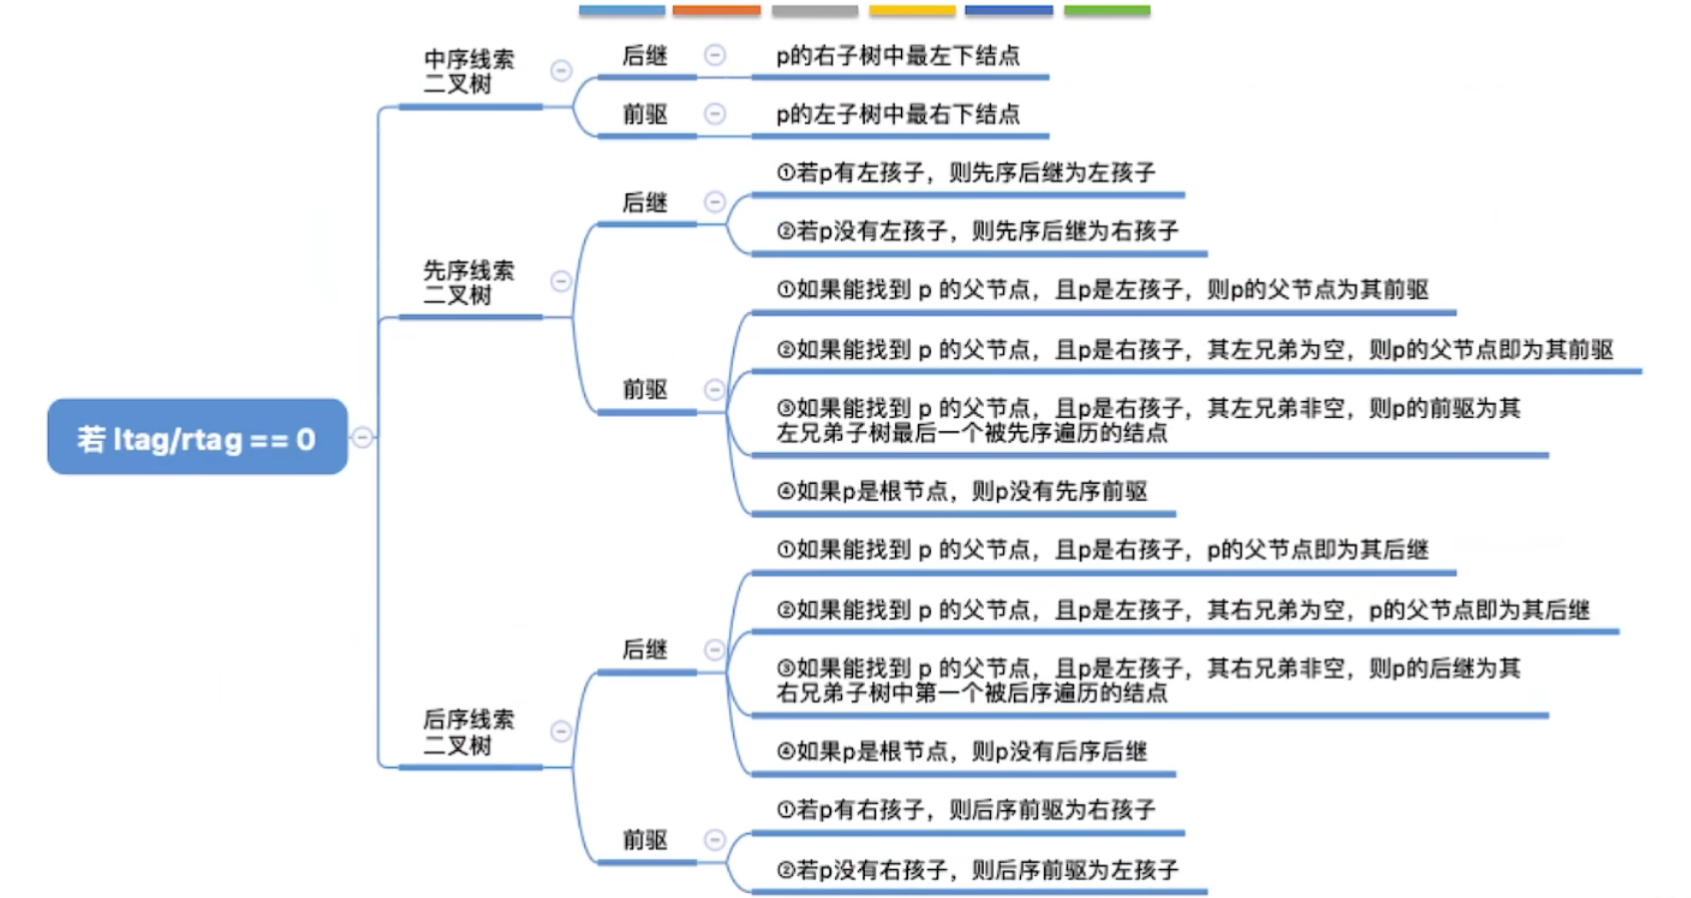 若 ltag/rtag == 0
中序线索
二叉树
后继
p的右子树中最左下结点
前驱
p的左子树中最右下结点
先序线索
二叉树
后继
①若p有左孩子，则先序后继为左孩子
②若p没有左孩子，则先序后继为右孩子
前驱
①如果能找到 p 的父节点，且p是左孩子，则p的父节点为其前驱
②如果能找到 p 的父节点，且p是右孩子，其左兄弟为空，则p的父节点即为其前驱
③如果能找到 p 的父节点，且p是右孩子，其左兄弟非空，则p的前驱为其
左兄弟子树最后一个被先序遍历的结点
④如果p是根节点，则p没有先序前驱
后序线索
二叉树
后继
①如果能找到 p 的父节点，且p是右孩子，p的父节点即为其后继
②如果能找到 p 的父节点，且p是左孩子，其右兄弟为空，p的父节点即为其后继
③如果能找到 p 的父节点，且p是左孩子，其右兄弟非空，则p的后继为其
右兄弟子树中第一个被后序遍历的结点
④如果p是根节点，则p没有后序后继
前驱
①若p有右孩子，则后序前驱为右孩子
②若p没有右孩子，则后序前驱为左孩子